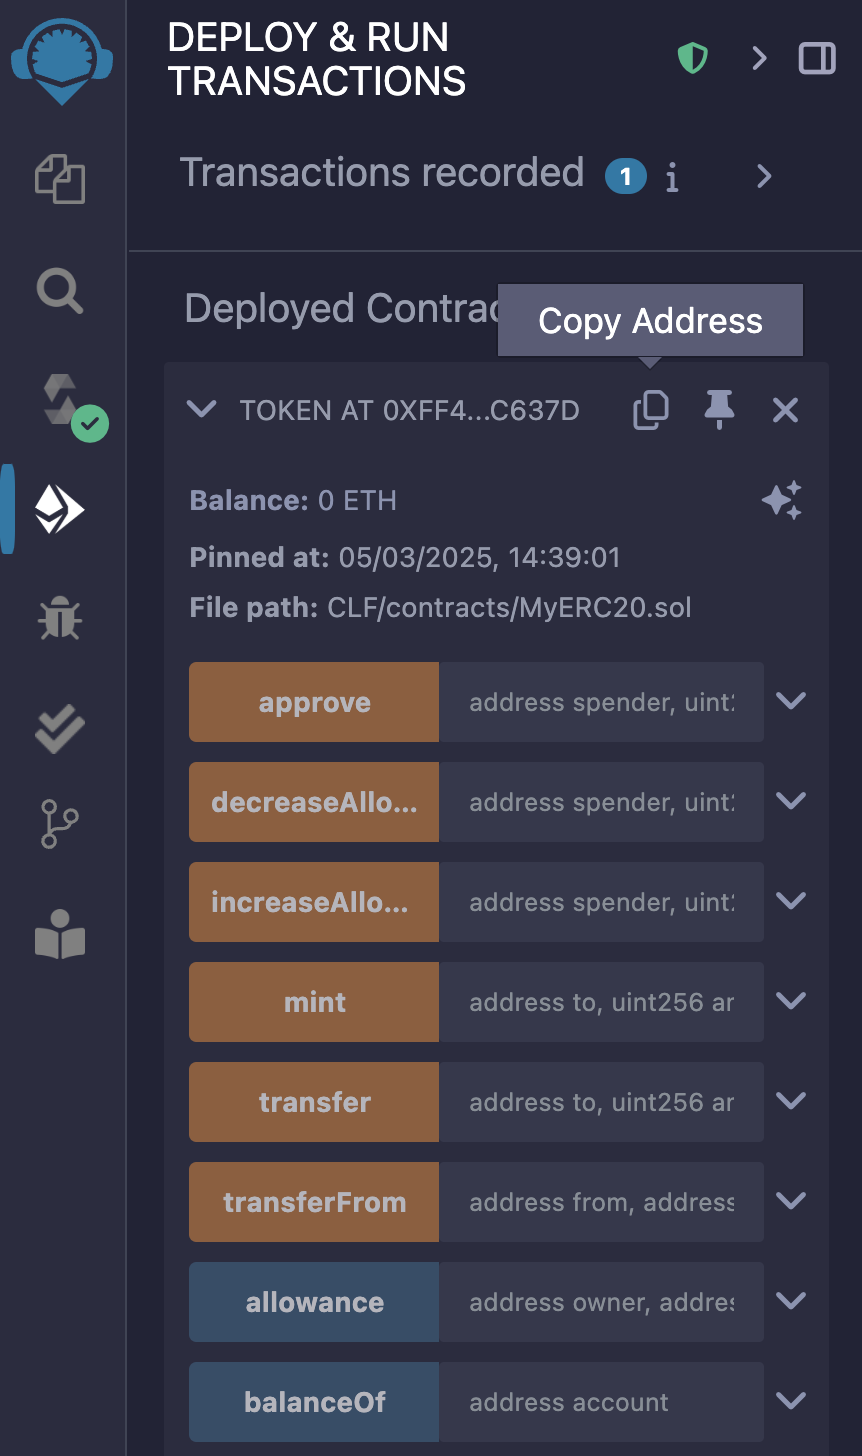 DEPLOY & RUN
TRANSACTIONS
Transactions recorded 1 i
Deployed Contrac
Copy Address
TOKEN AT 0XFF4...C637D
Balance: 0 ETH
Pinned at: 05/03/2025, 14:39:01
File path: CLF/contracts/MyERC20.sol
approve address spender, uint2
decreaseAllo... address spender, uint2
increaseAllo... address spender, uint2
mint address to, uint256 ar
transfer address to, uint256 ar
transferFrom address from, address
allowance address owner, addres
balanceOf address account